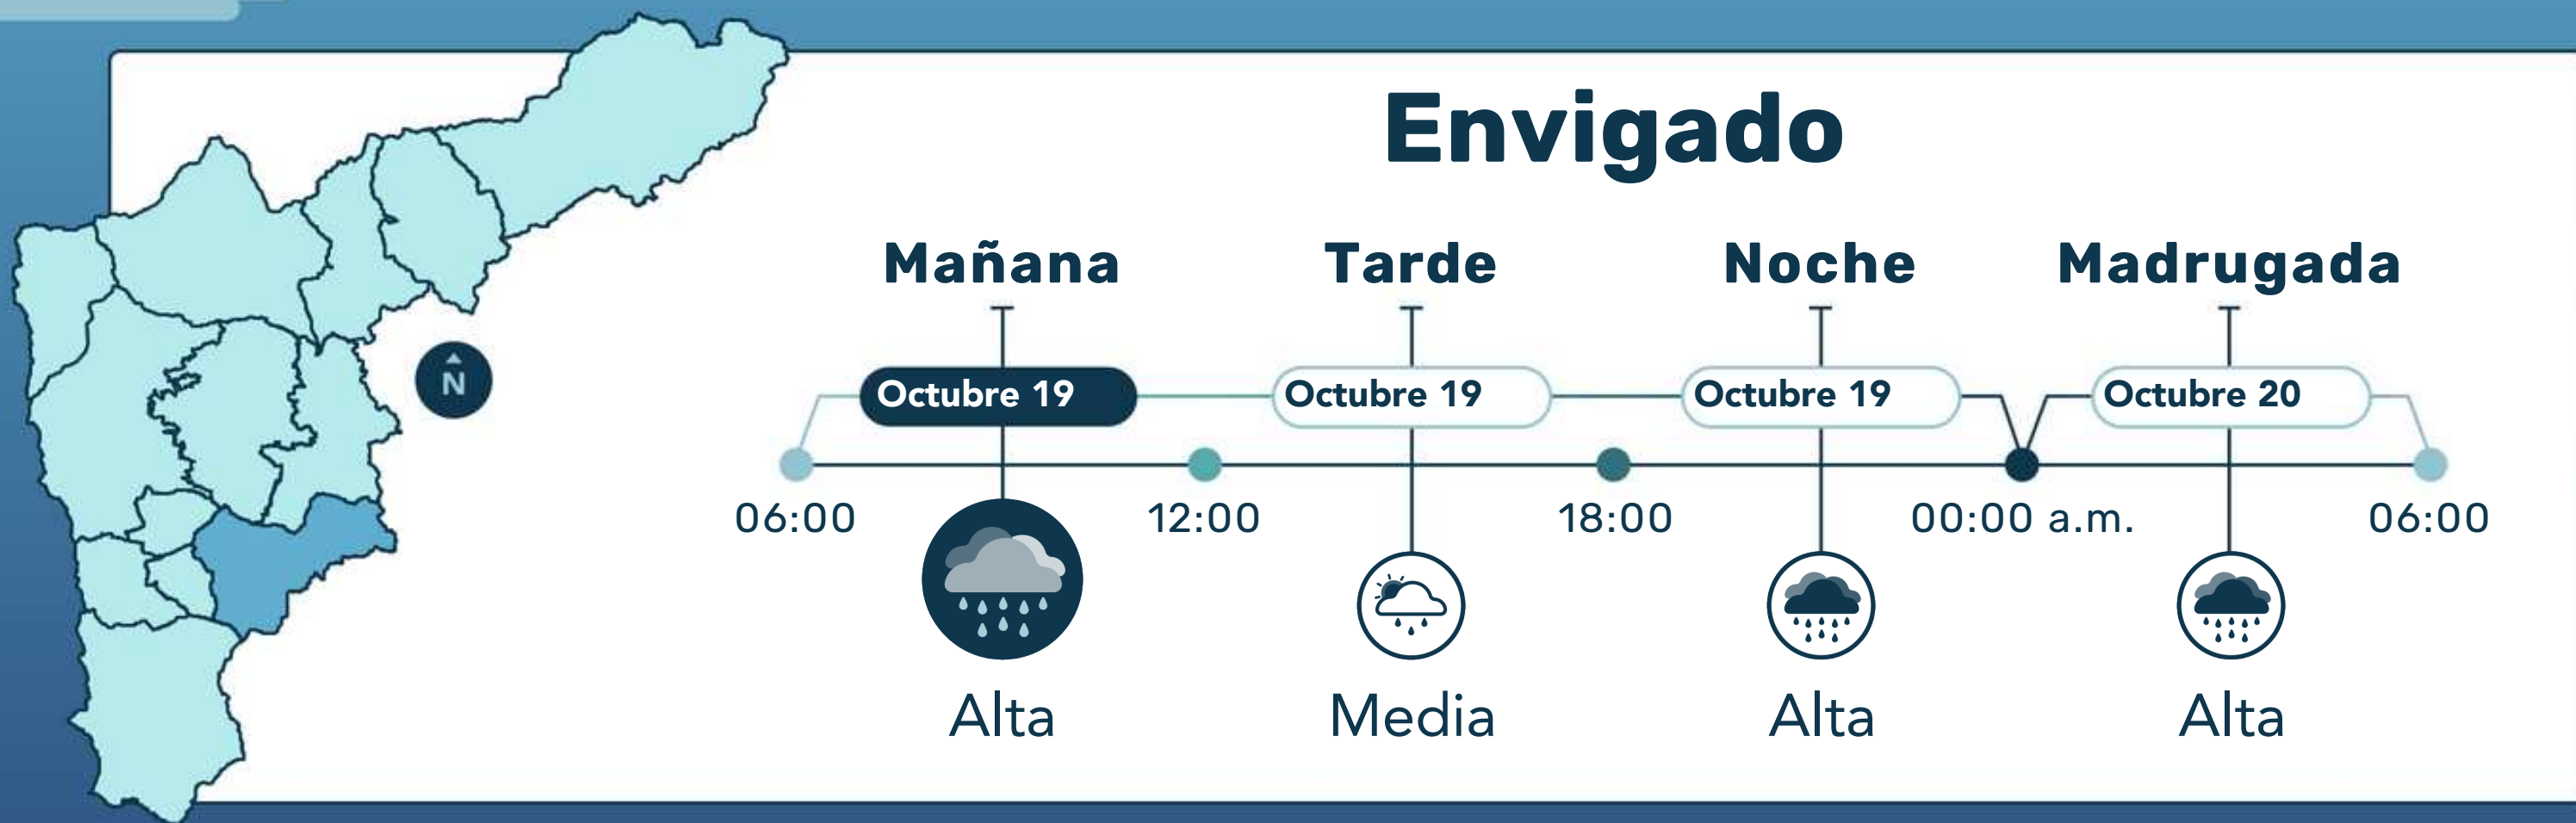 Envigado
Mañana Tarde Noche Madrugada
N
Octubre 19 Octubre 19 Octubre 19 Octubre 20
06:00 12:00 18:00 00:00 a.m. 06:00
Alta Media Alta Alta